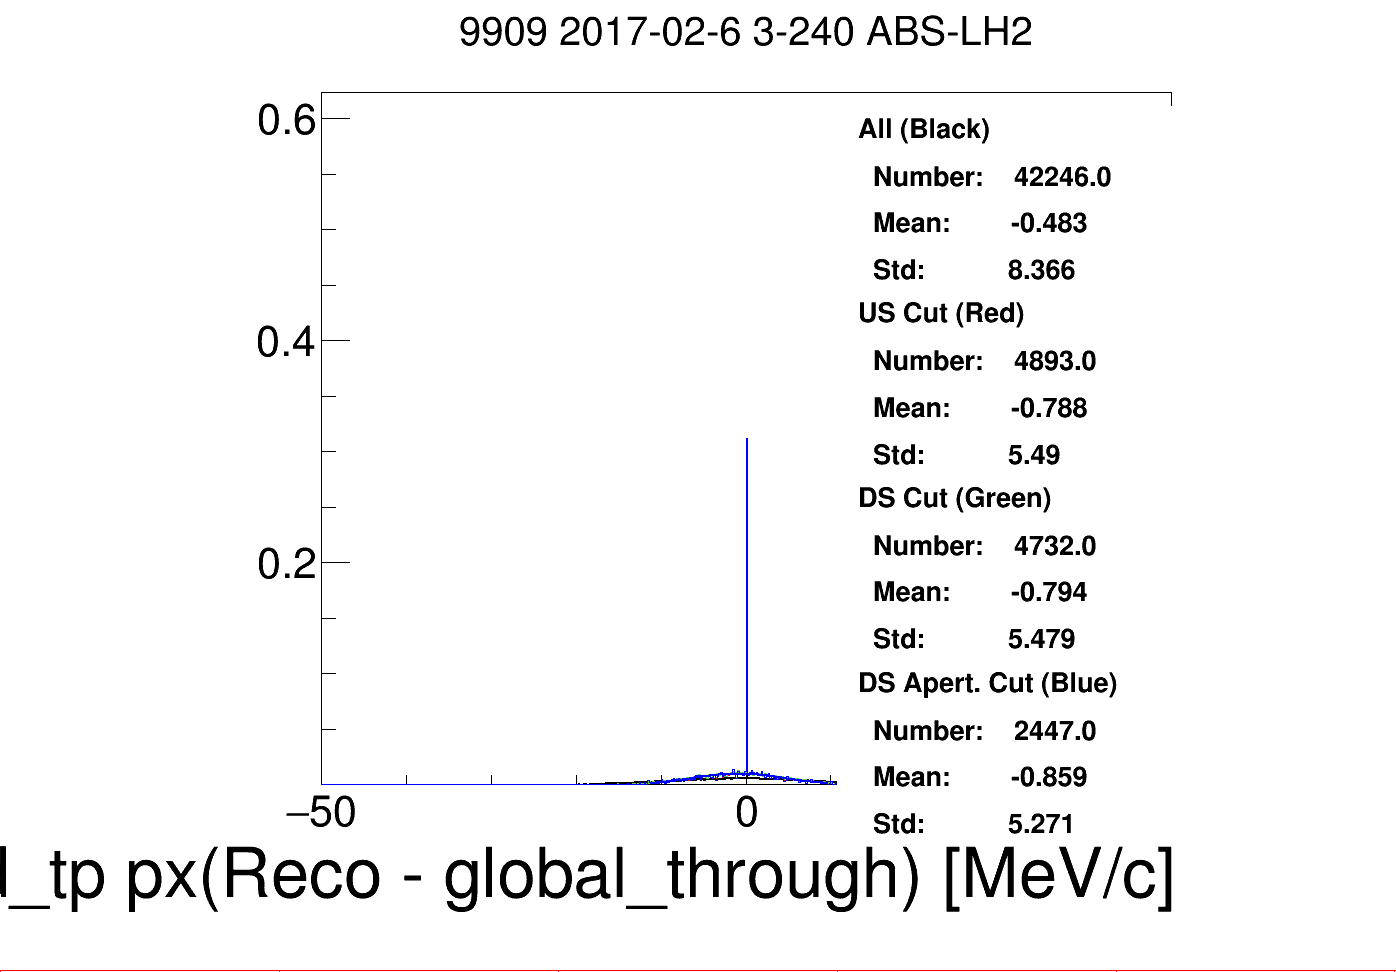 9909 2017-02-6 3-240 ABS-LH2
0.6
0.4
0.2
−50
0
All (Black)
Number: 42246.0
Mean: -0.483
Std: 8.366
US Cut (Red)
Number: 4893.0
Mean: -0.788
Std: 5.49
DS Cut (Green)
Number: 4732.0
Mean: -0.794
Std: 5.479
DS Apert. Cut (Blue)
Number: 2447.0
Mean: -0.859
Std: 5.271
_tp px(Reco - global_through) [MeV/c]